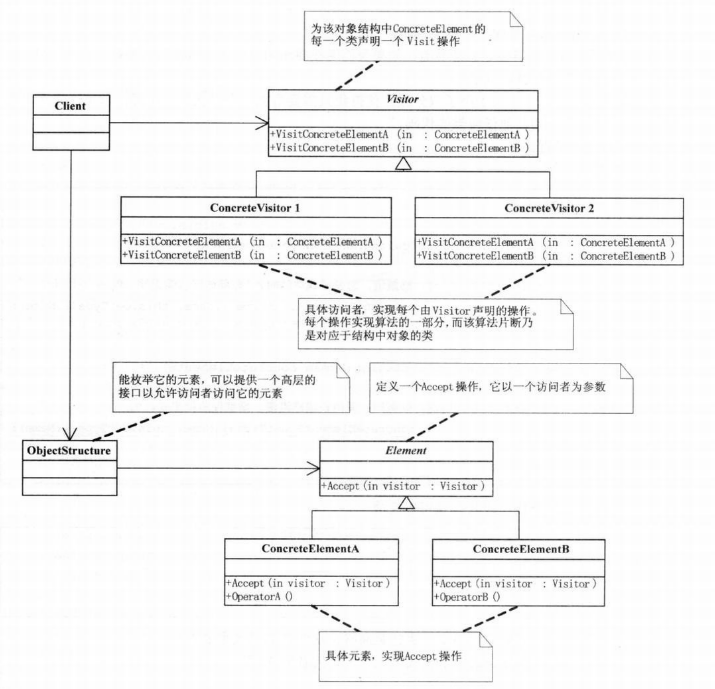 为该对象结构中ConcreteElement的
每一个类声明一个 Visit 操作
Client
Visitor
+VisitConcreteElementA (in : ConcreteElementA )
+VisitConcreteElementB (in : ConcreteElementB )
ConcreteVisitor 1
+VisitConcreteElementA (in : ConcreteElementA )
+VisitConcreteElementB (in : ConcreteElementB )
ConcreteVisitor 2
+VisitConcreteElementA (in : ConcreteElementA )
+VisitConcreteElementB (in : ConcreteElementB )
具体访问者，实现每个由Visitor 声明的操作。
每个操作实现算法的一部分，而该算法片断乃
是对应于结构中对象的类
能枚举它的元素，可以提供一个高层的
接口以允许访问者访问它的元素
定义一个Accept 操作，它以一个访问者为参数
ObjectStructure
Element
+Accept (in visitor : Visitor )
ConcreteElementA
+Accept (in visitor : Visitor )
+OperatorA ()
ConcreteElementB
+Accept (in visitor : Visitor )
+OperatorB ()
具体元素，实现Accept 操作